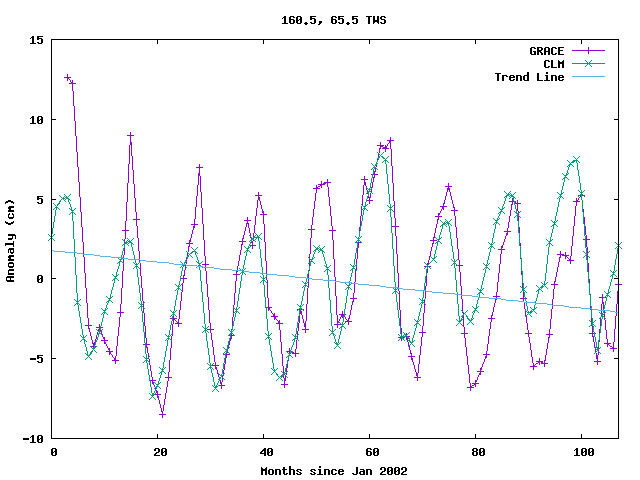 160.5, 65.5 TWS
GRACE
CLM
Trend Line
15
10
5
0
-5
-10
Anomaly (cm)
0 20 40 60 80 100
Months since Jan 2002